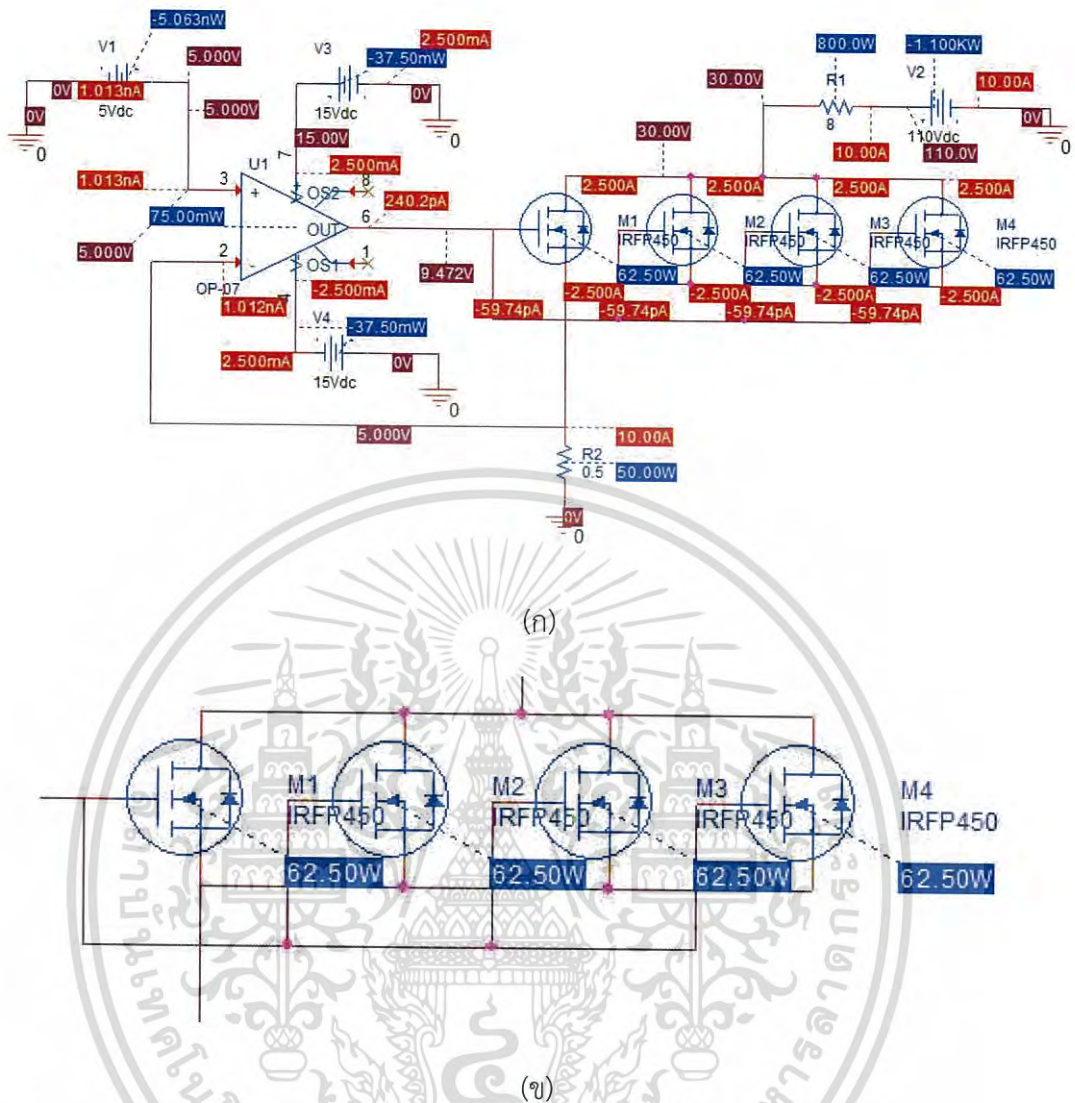 -5.063nW
V1
5.000V
0V
1.013nA
5Vdc
0
5.000V
V3
-37.50mW
2.500mA
15Vdc
0V
0
15.00V
7
2.500mA
U1
1.013nA
3
+
OS2
8
240.2pA
75.00mW
OUT
6
5.000V
2
-
OS1
1
9.472V
OP-07
1.012nA
4
-2.500mA
V4
-37.50mW
2.500mA
15Vdc
0V
0
5.000V
800.0W
-1.100KW
R1
V2
10.00A
30.00V
8
110Vdc
0V
0
30.00V
10.00A
110.0V
2.500A
2.500A
2.500A
2.500A
M1
IRFP450
M2
IRFP450
M3
IRFP450
M4
IRFP450
62.50W
62.50W
62.50W
62.50W
-2.500A
-2.500A
-2.500A
-2.500A
-59.74pA
-59.74pA
-59.74pA
-59.74pA
10.00A
R2
0.5
50.00W
0V
0
(ก)
M1
IRFP450
M2
IRFP450
M3
IRFP450
M4
IRFP450
62.50W
62.50W
62.50W
62.50W
(ข)